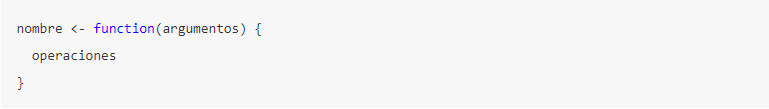 nombre <- function(argumentos) {
  operaciones
}